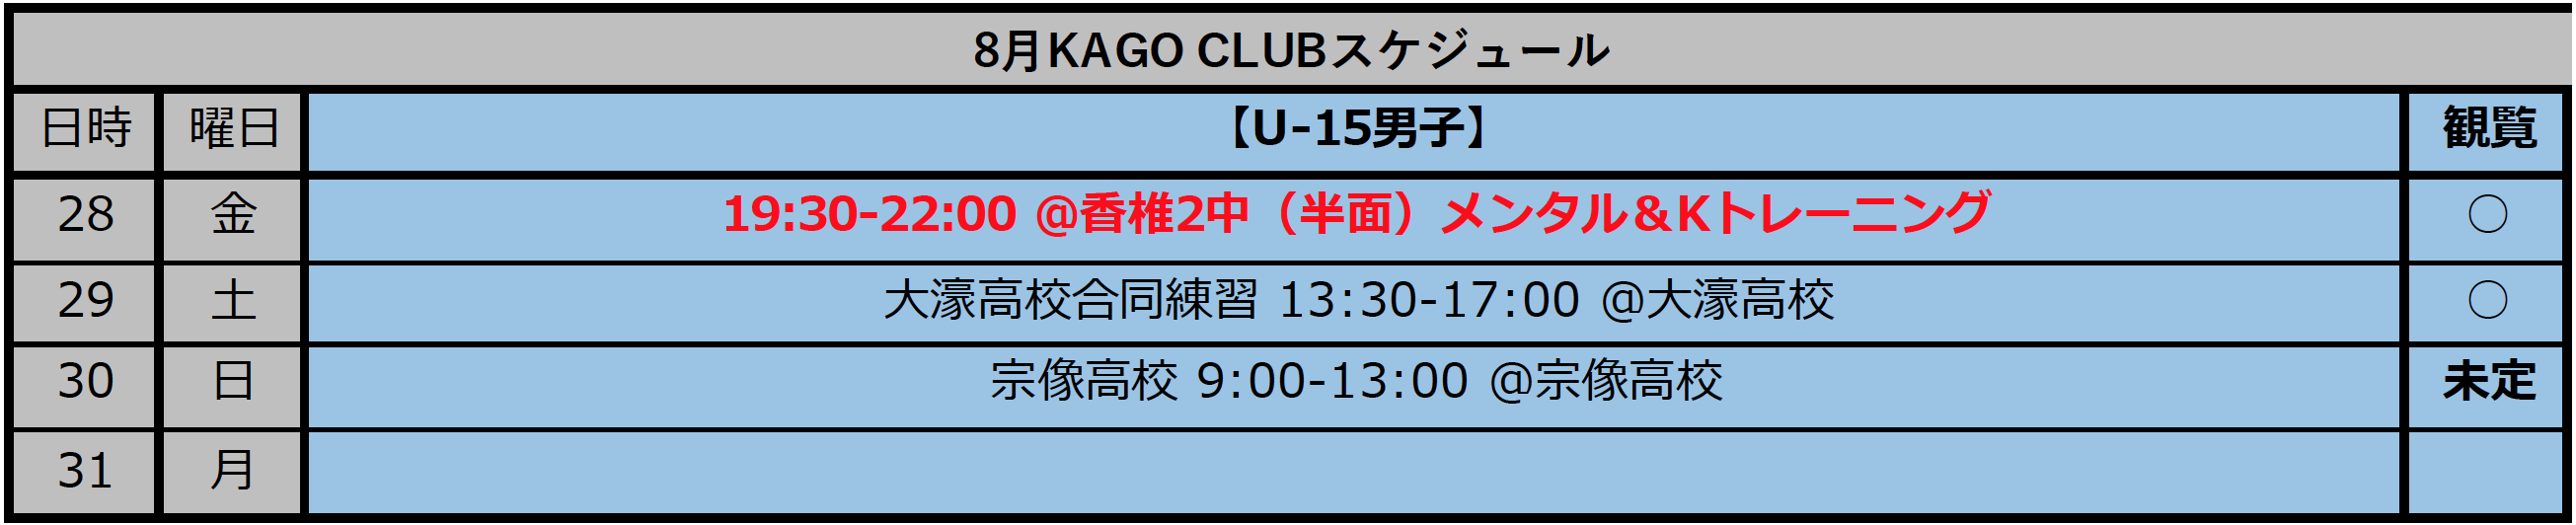 8月KAGO CLUBスケジュール
日時 曜日 【U-15男子】 観覧
28 金 19:30-22:00 @香椎2中（半面）メンタル＆Kトレーニング ○
29 土 大濠高校合同練習 13:30-17:00 @大濠高校 ○
30 日 宗像高校 9:00-13:00 @宗像高校 未定
31 月